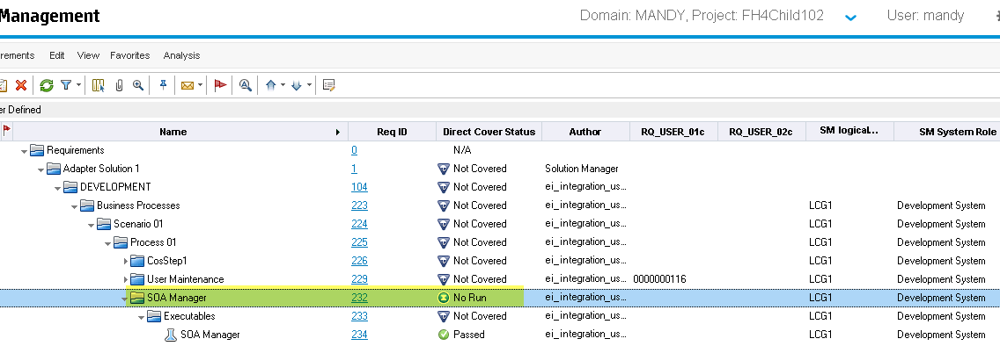 Management Domain: MANDY, Project: FH4Child102 User: mandy
rements Edit View Favorites Analysis
er Defined
Name Req ID Direct Cover Status Author RQ_USER_01c RQ_USER_02c SM logical... SM System Role
Requirements 0 N/A
Adapter Solution 1 1 Not Covered Solution Manager
DEVELOPMENT 104 Not Covered ei_integration_us...
Business Processes 223 Not Covered ei_integration_us... LCG1 Development System
Scenario 01 224 Not Covered ei_integration_us... LCG1 Development System
Process 01 225 Not Covered ei_integration_us... LCG1 Development System
CosStep1 226 Not Covered ei_integration_us... LCG1 Development System
User Maintenance 229 Not Covered ei_integration_us... 0000000116 LCG1 Development System
SOA Manager 232 No Run ei_integration_us... LCG1 Development System
Executables 233 Not Covered ei_integration_us... LCG1 Development System
SOA Manager 234 Passed ei_integration_us... LCG1 Development System